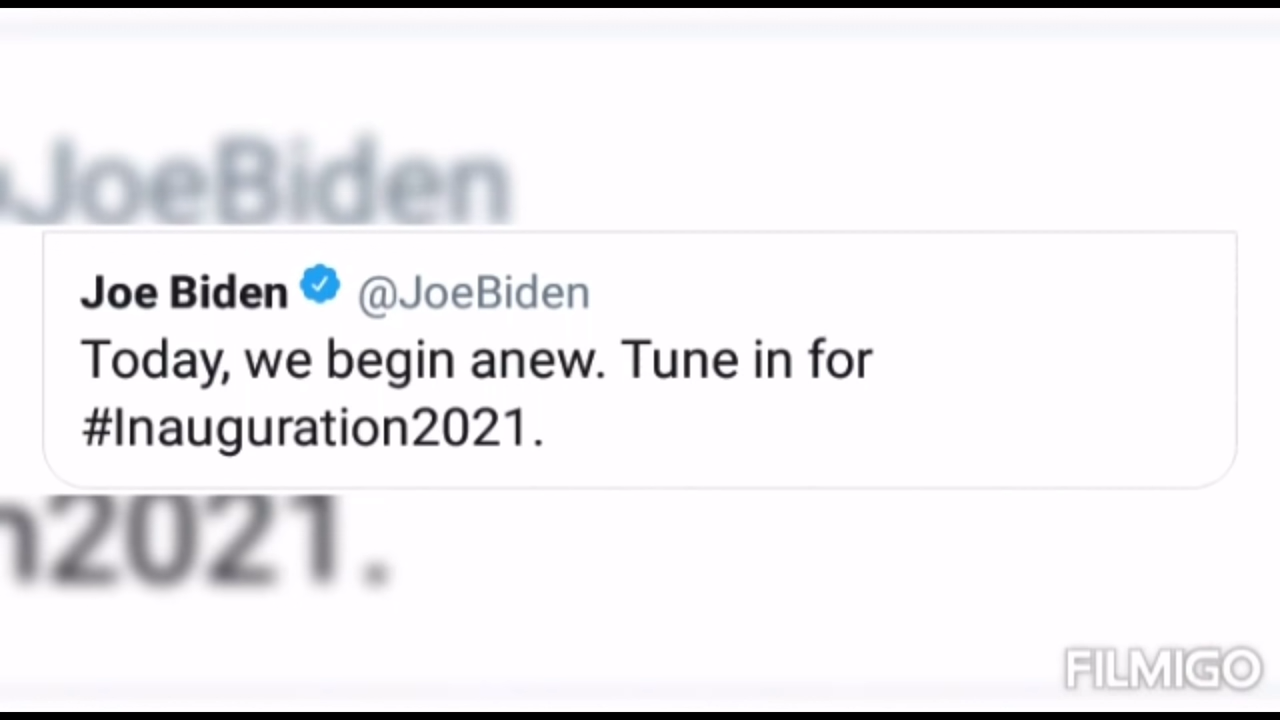 JoeBiden
Joe Biden @JoeBiden
Today, we begin anew. Tune in for
#Inauguration2021.
n2021.
FILMIGO